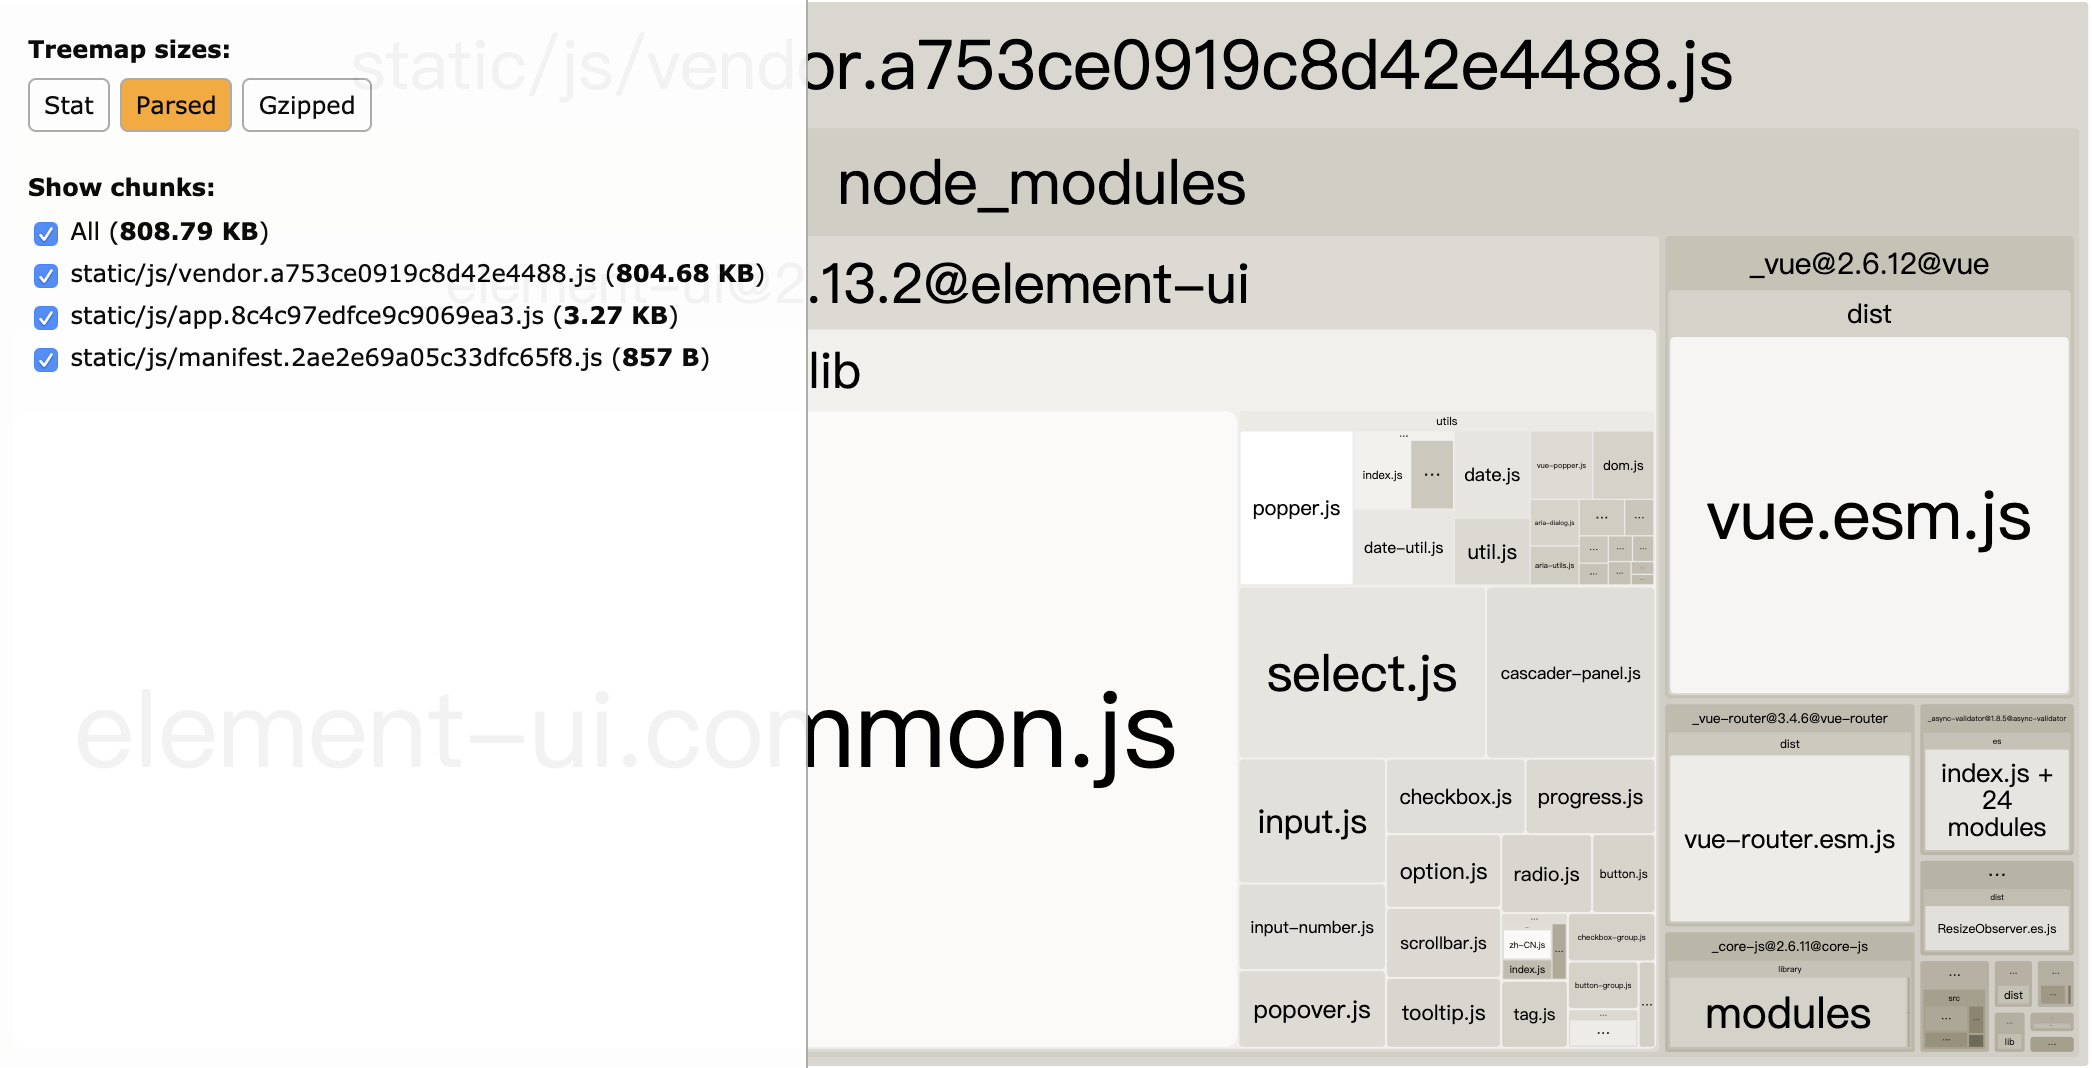 Treemap sizes:
Stat
Parsed
Gzipped
Show chunks:
All (808.79 KB)
static/js/vendor.a753ce0919c8d42e4488.js (804.68 KB)
static/js/app.8c4c97edfce9c9069ea3.js (3.27 KB)
static/js/manifest.2ae2e69a05c33dfc65f8.js (857 B)
static/js/vendor.a753ce0919c8d42e4488.js
node_modules
element-ui@2.13.2@element-ui
lib
element-ui.common.js
utils
popper.js
...
index.js
...
date.js
vue-popper.js
dom.js
date-util.js
util.js
aria-dialog.js
...
...
aria-utils.js
...
...
...
...
...
select.js
cascader-panel.js
input.js
checkbox.js
progress.js
option.js
radio.js
button.js
input-number.js
scrollbar.js
...
zh-CN.js
...
index.js
checkbox-group.js
button-group.js
...
popover.js
tooltip.js
tag.js
...
...
_vue@2.6.12@vue
dist
vue.esm.js
_vue-router@3.4.6@vue-router
dist
vue-router.esm.js
_async-validator@1.8.5@async-validator
es
index.js +
24
modules
...
dist
ResizeObserver.es.js
_core-js@2.6.11@core-js
library
modules
...
src
...
...
...
...
dist
...
...
...
lib
...